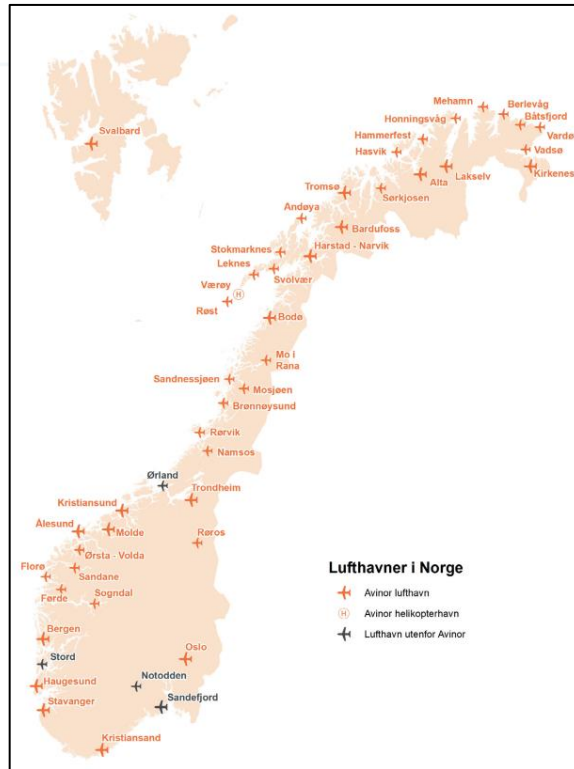 Svalbard
Mehamn
Berlevåg
Honningsvåg
Båtsfjord
Hammerfest
Vardø
Hasvik
Vadsø
Lakselv
Kirkenes
Alta
Tromsø
Sørkjosen
Andøya
Bardufoss
Stokmarknes
Harstad - Narvik
Leknes
Svolvær
Værøy
H
Røst
Bodø
Mo i
Rana
Sandnessjøen
Mosjøen
Brønnøysund
Rørvik
Namsos
Ørland
Trondheim
Kristiansund
Ålesund
Molde
Røros
Ørsta - Volda
Florø
Sandane
Førde
Sogndal
Bergen
Oslo
Stord
Notodden
Haugesund
Sandefjord
Stavanger
Kristiansand
Lufthavner i Norge
Avinor lufthavn
H Avinor helikopterhavn
Lufthavn utenfor Avinor